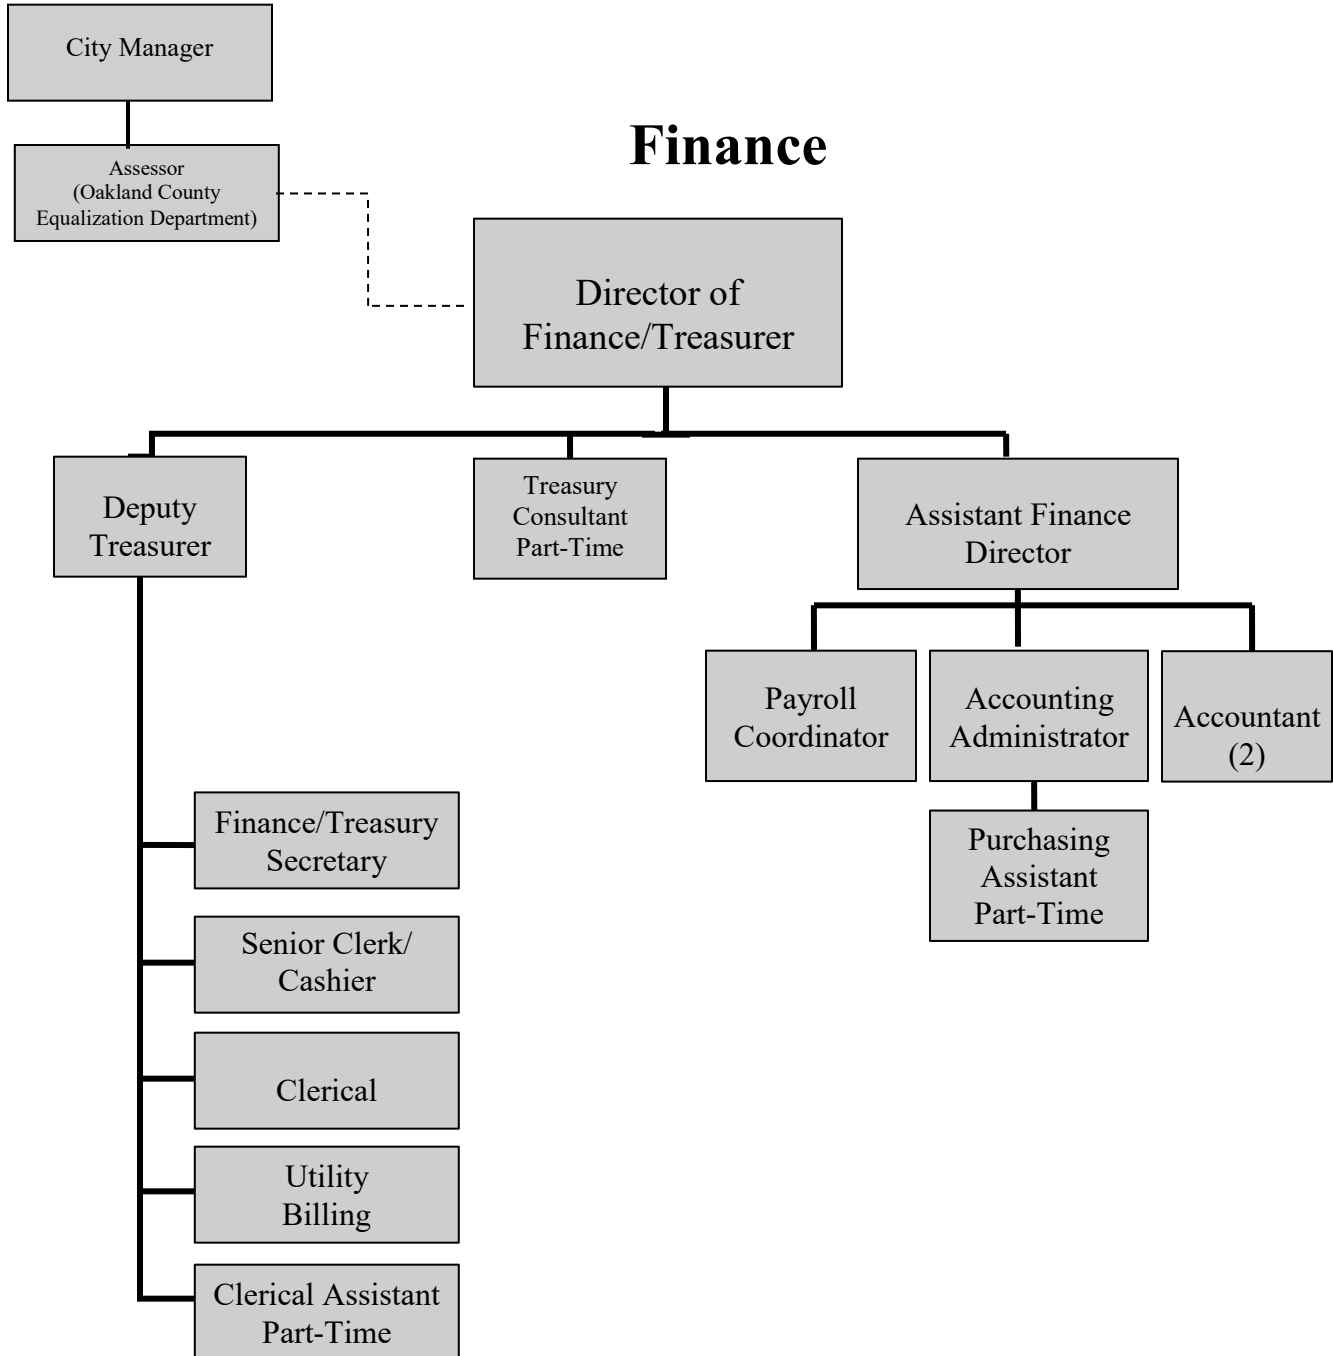 City Manager
Assessor
(Oakland County
Equalization Department)
Finance
Director of
Finance/Treasurer
Deputy
Treasurer
Treasury
Consultant
Part-Time
Assistant Finance
Director
Payroll
Coordinator
Accounting
Administrator
Accountant
(2)
Purchasing
Assistant
Part-Time
Finance/Treasury
Secretary
Senior Clerk/
Cashier
Clerical
Utility
Billing
Clerical Assistant
Part-Time